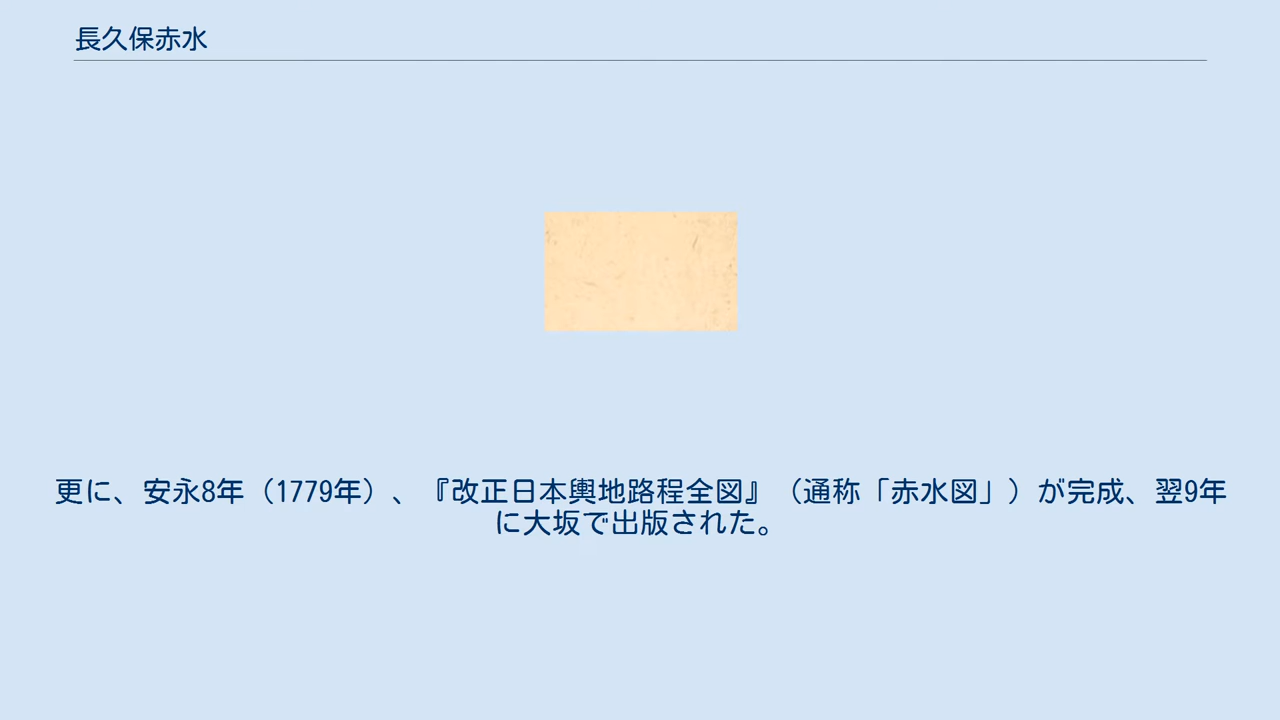 長久保赤水
更に、安永8年（1779年）、『改正日本輿地路程全図』（通称「赤水図」）が完成、翌9年
に大坂で出版された。